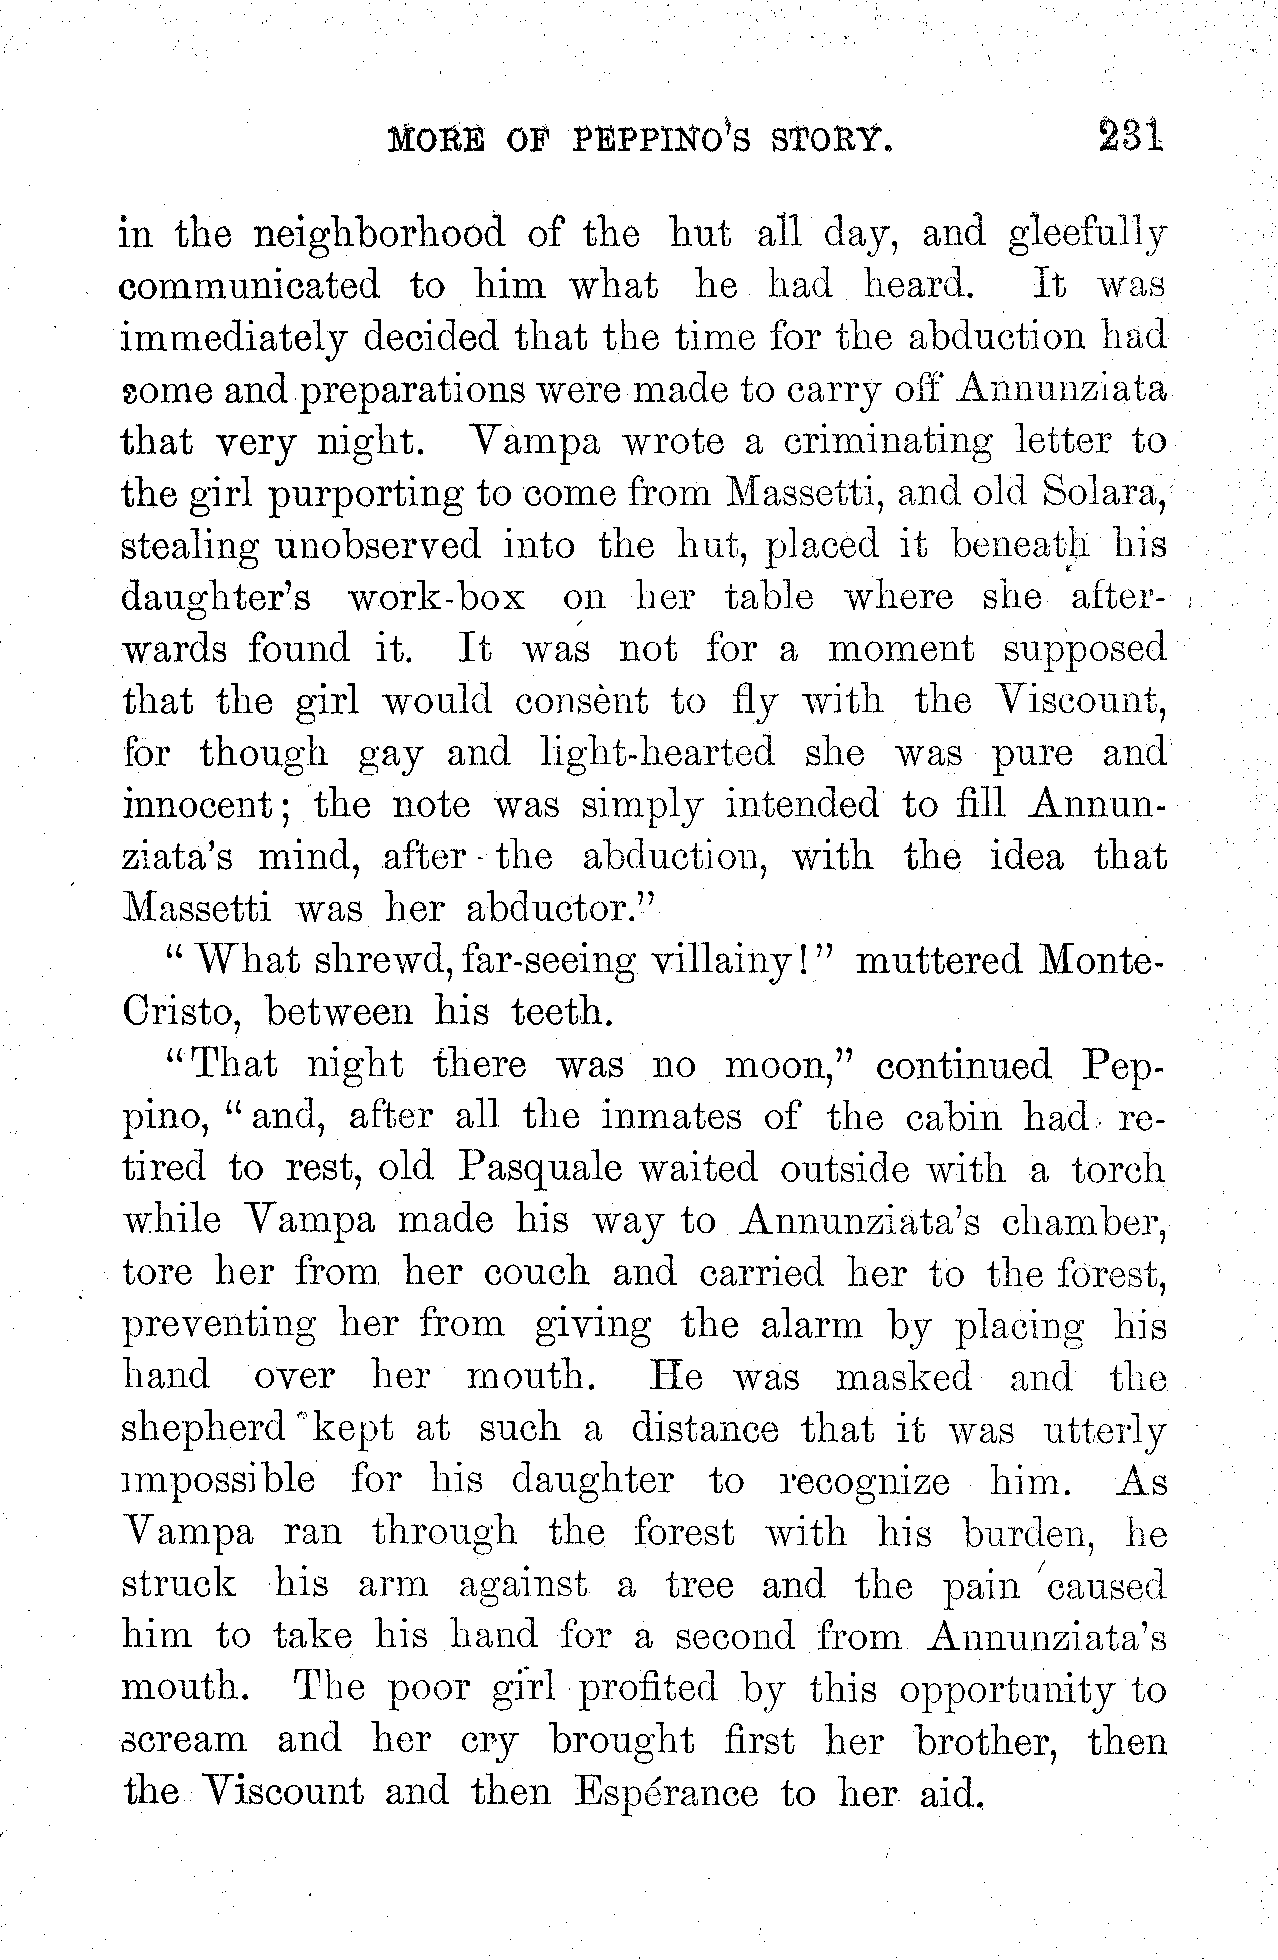 MORE OF PEPPINO'S STORY. 231
in the neighborhood of the hut all day, and gleefully
communicated to him what he had heard. It was
immediately decided that the time for the abduction had
some and preparations were made to carry off Annunziata
that very night. Vampa wrote a criminating letter to
the girl purporting to come from Massetti, and old Solara,
stealing unobserved into the hut, placed it beneath his
daughter's work-box on her table where she after-
wards found it. It was not for a moment supposed
that the girl would consent to fly with the Viscount,
for though gay and light-hearted she was pure and
innocent; the note was simply intended to fill Annun-
ziata's mind, after the abduction, with the idea that
Massetti was her abductor."
"What shrewd, far-seeing villainy!" muttered Monte-
Cristo, between his teeth.
"That night there was no moon," continued Pep-
pino, "and, after all the inmates of the cabin had re-
tired to rest, old Pasquale waited outside with a torch
while Vampa made his way to Annunziata's chamber,
tore her from her couch and carried her to the forest,
preventing her from giving the alarm by placing his
hand over her mouth. He was masked and the
shepherd kept at such a distance that it was utterly
impossible for his daughter to recognize him. As
Vampa ran through the forest with his burden, he
struck his arm against a tree and the pain caused
him to take his hand for a second from Annunziata's
mouth. The poor girl profited by this opportunity to
scream and her cry brought first her brother, then
the Viscount and then Espérance to her aid.